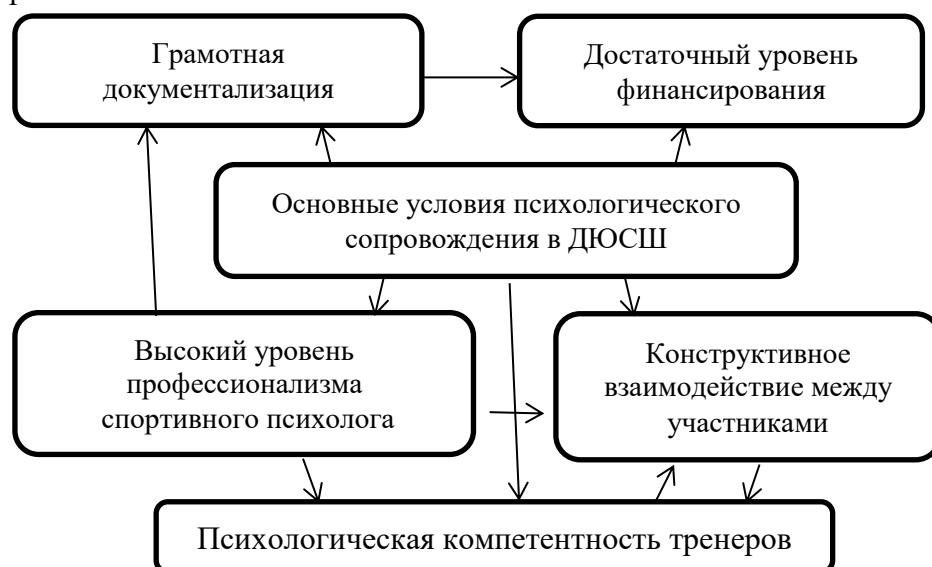 Грамотная
документализация
Достаточный уровень
финансирования
Основные условия психологического
сопровождения в ДЮСШ
Высокий уровень
профессионализма
спортивного психолога
Конструктивное
взаимодействие между
участниками
Психологическая компетентность тренеров